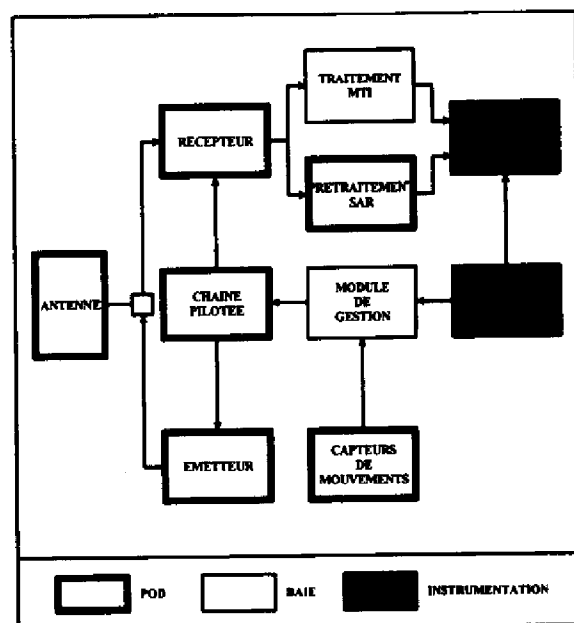 TRAITEMENT
MTI
RECEPTEUR
PRETRAITEMENT
SAR
ANTENNE
CHAINE
PILOTEE
MODULE
DE
GESTION
EMETTEUR
CAPTEURS
DE
MOUVEMENTS
POD
BAIE
INSTRUMENTATION